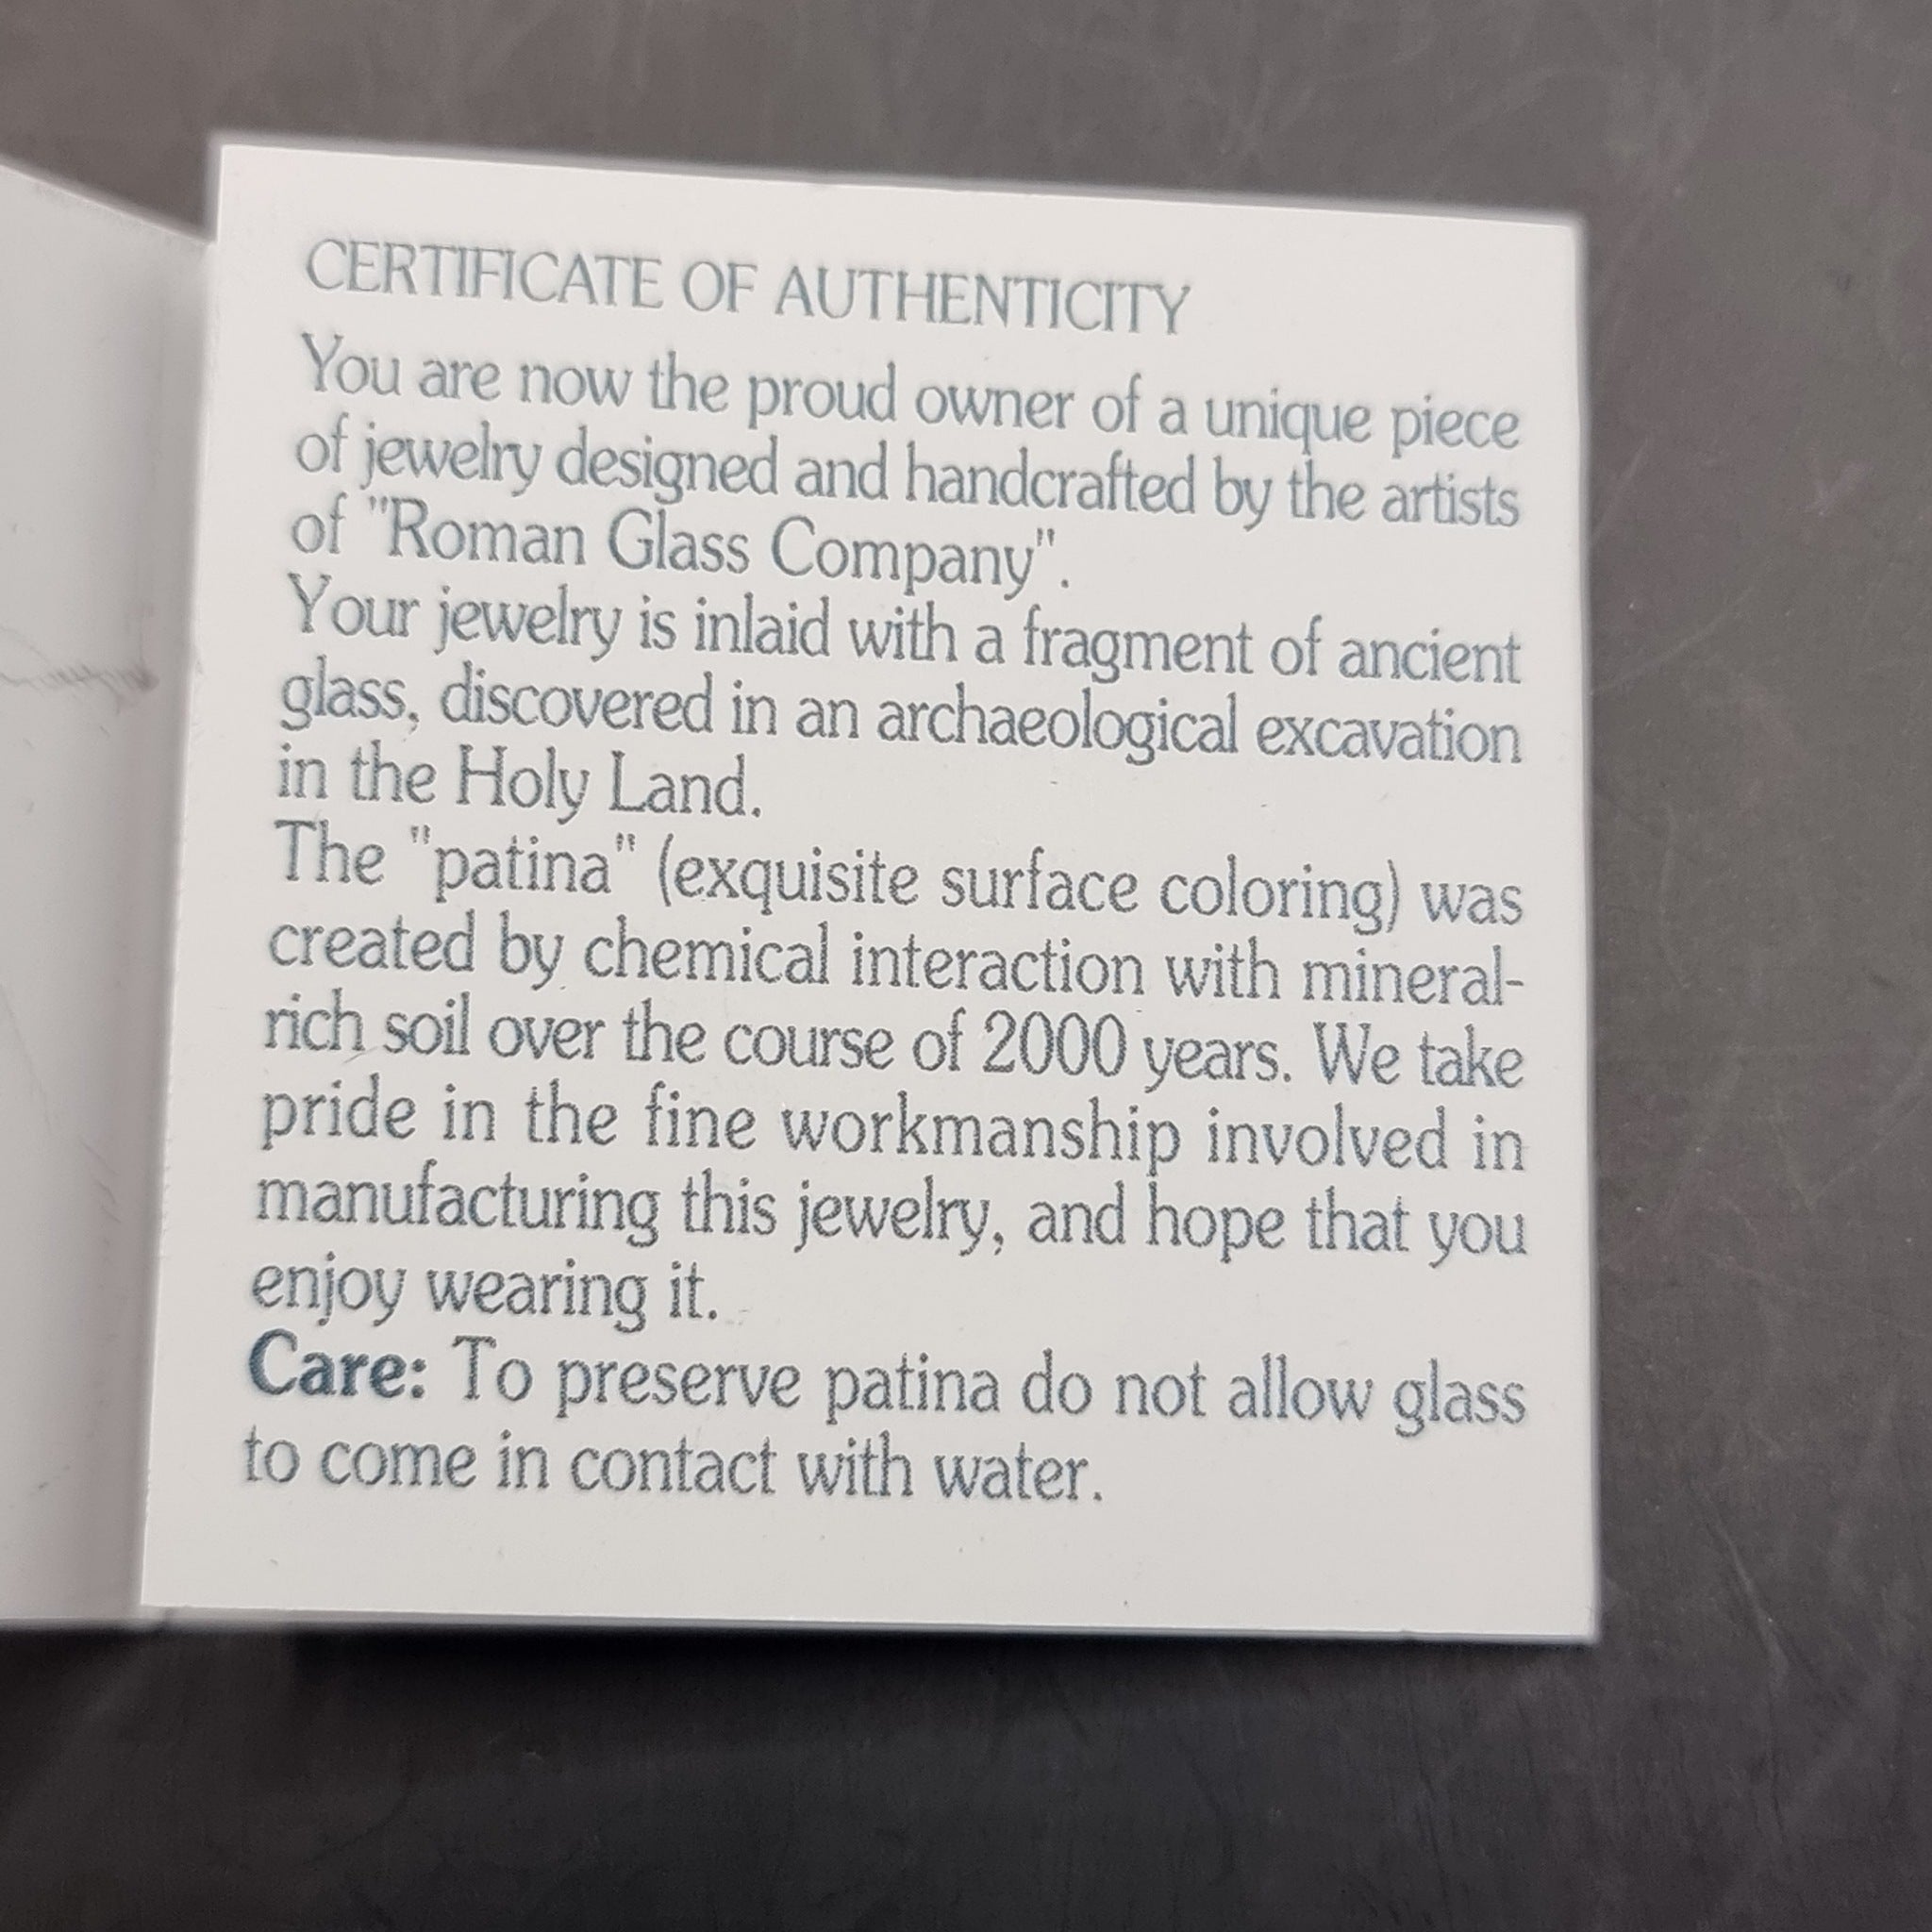 CERTIFICATE OF AUTHENTICITY
You are now the proud owner of a unique piece
of jewelry designed and handcrafted by the artists
of "Roman Glass Company".
Your jewelry is inlaid with a fragment of ancient
glass, discovered in an archaeological excavation
in the Holy Land.
The "patina" (exquisite surface coloring) was
created by chemical interaction with mineral-
rich soil over the course of 2000 years. We take
pride in the fine workmanship involved in
manufacturing this jewelry, and hope that you
enjoy wearing it.
Care: To preserve patina do not allow glass
to come in contact with water.